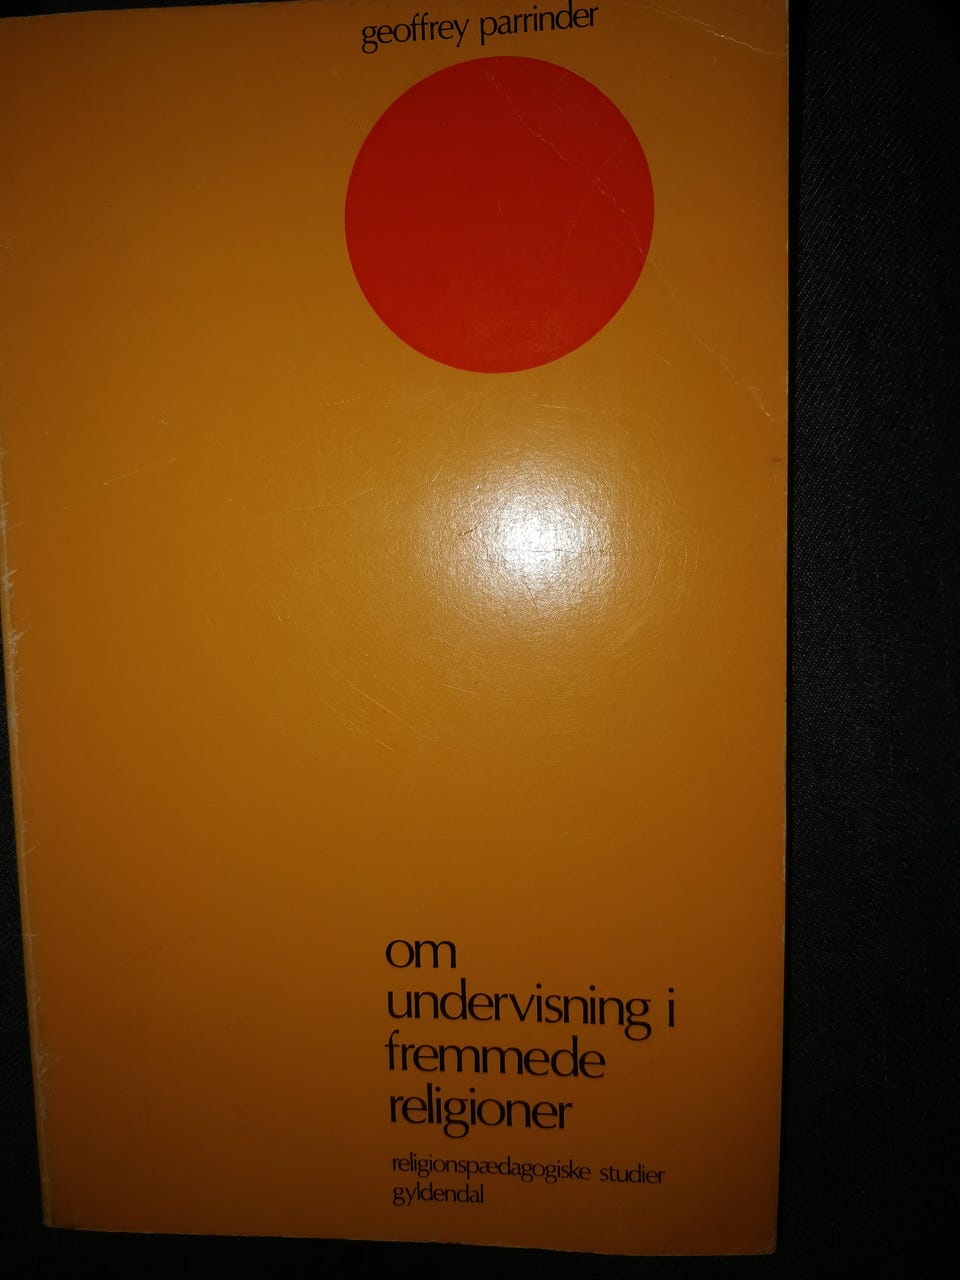 geoffrey parrinder
om
undervisning i
fremmede
religioner
religionspædagogiske studier
gyldendal